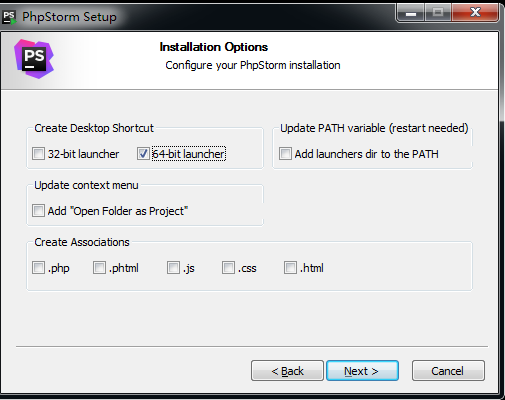 PS PhpStorm Setup
PS
Installation Options
Configure your PhpStorm installation
Create Desktop Shortcut
32-bit launcher
64-bit launcher
Update PATH variable (restart needed)
Add launchers dir to the PATH
Update context menu
Add "Open Folder as Project"
Create Associations
.php .phtml .js .css .html
< Back Next > Cancel